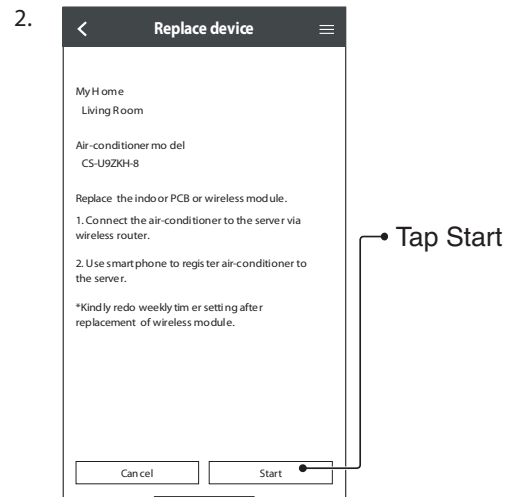 2.
Replace device
My Home
Living Room
Air-conditioner model
CS-U9ZKH-8
Replace the indoor PCB or wireless module.
1. Connect the air-conditioner to the server via
wireless router.
2. Use smartphone to register air-conditioner to
the server.
*Kindly redo weekly timer setting after
replacement of wireless module.
Cancel
Start
Tap Start